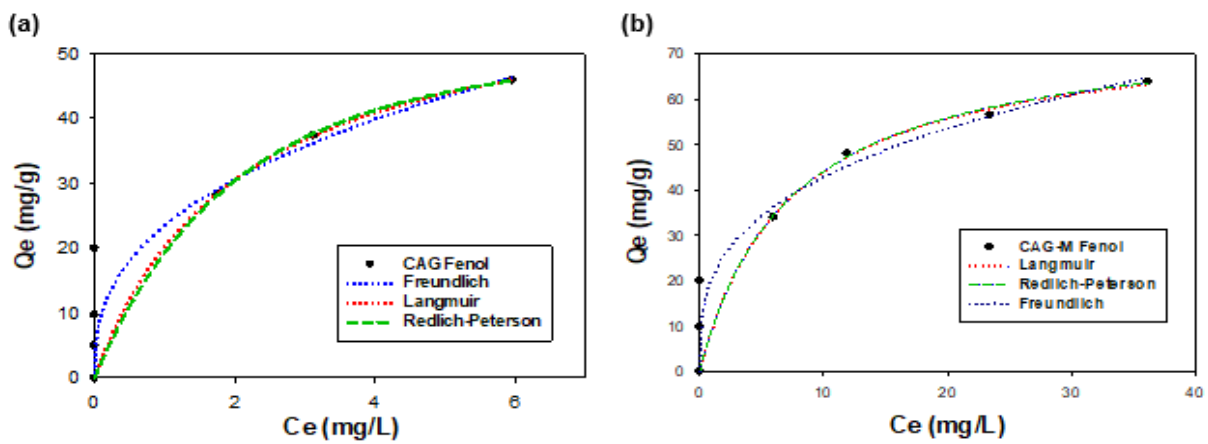 (a)
50
40
30
20
10
0
Qe (mg/g)
CAG Fenol
Freundlich
Langmuir
Redlich-Peterson
0 2 4 6
Ce (mg/L)
(b)
70
60
50
40
30
20
10
0
Qe (mg/g)
CAG-M Fenol
Langmuir
Redlich-Peterson
Freundlich
0 10 20 30 40
Ce (mg/L)